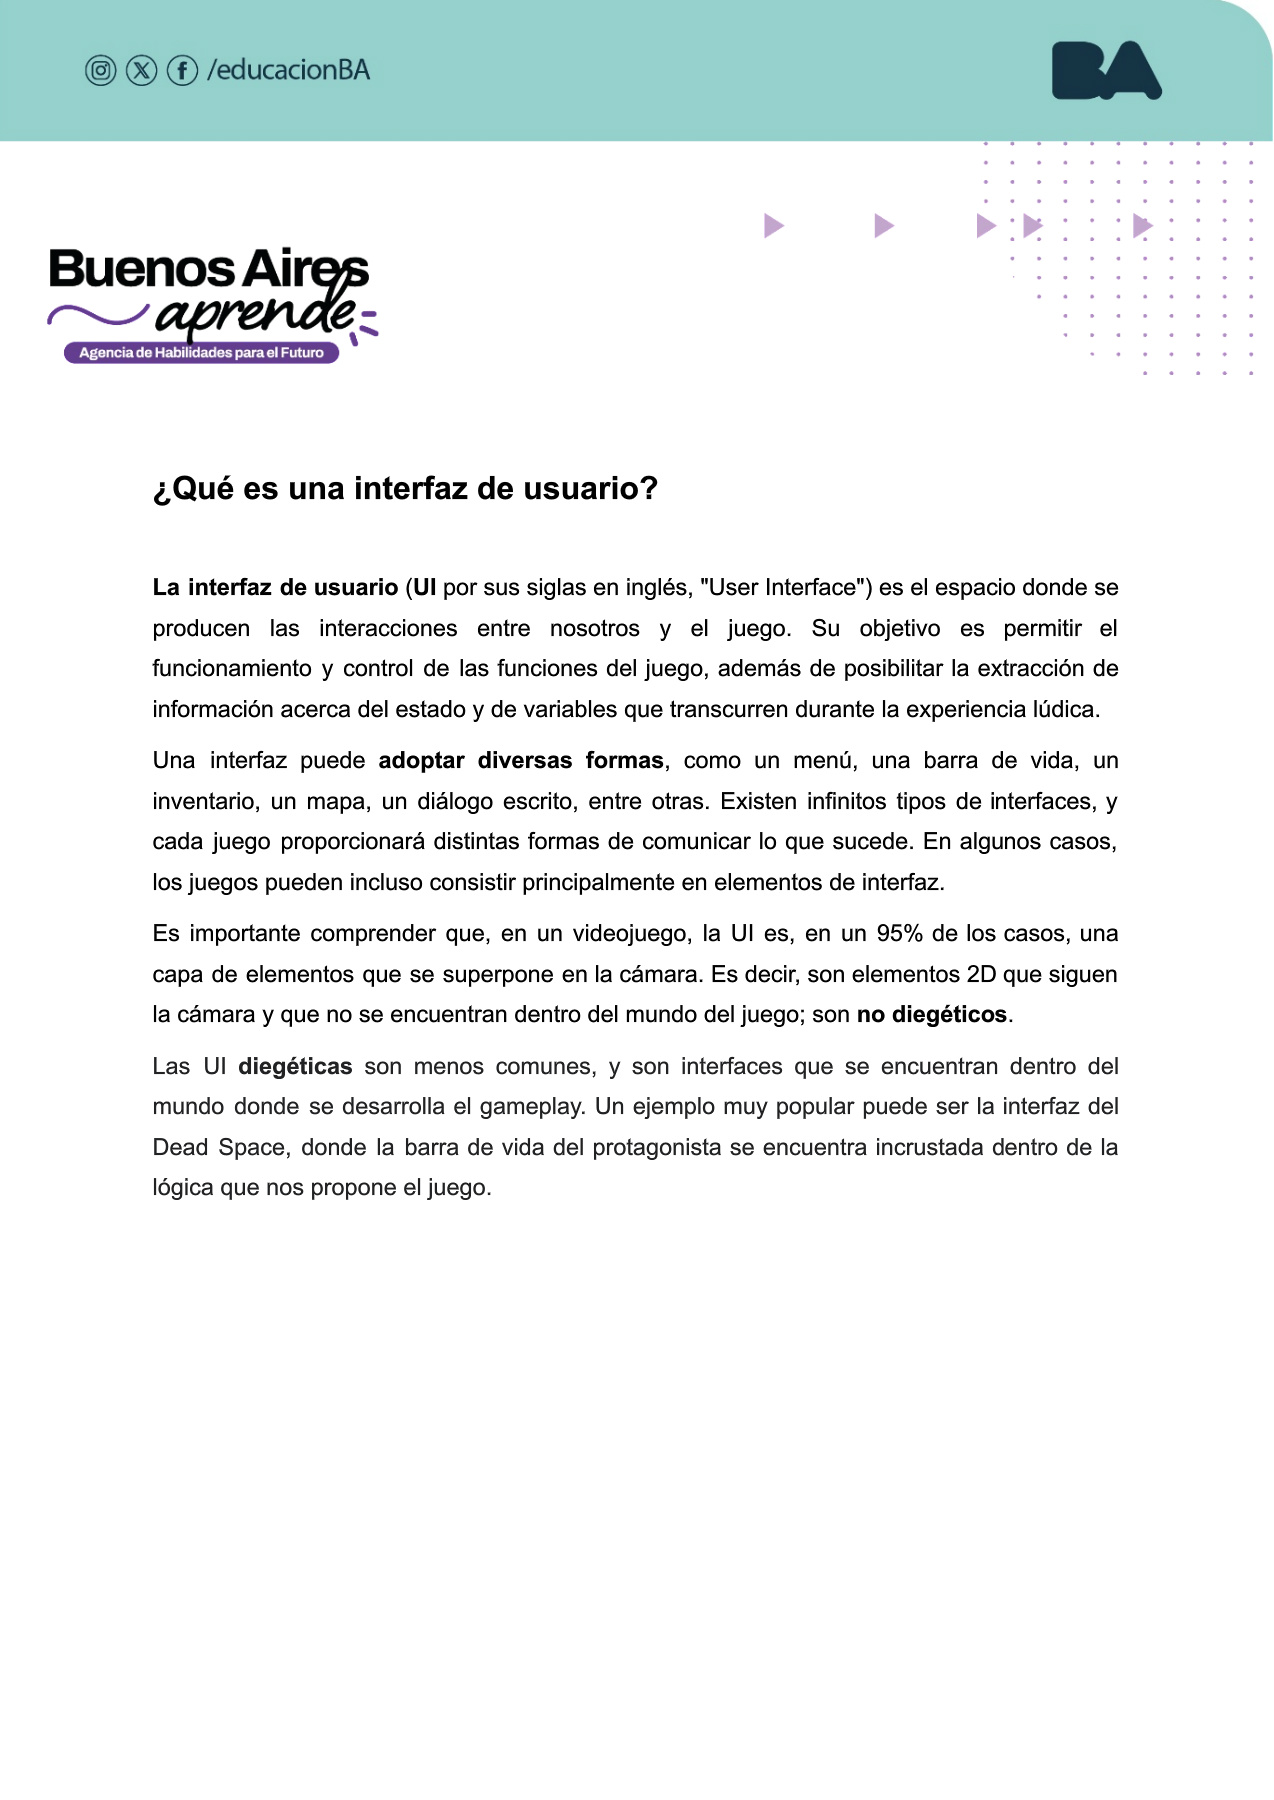 /educacionBA
BA
Buenos Aires
aprende
Agencia de Habilidades para el Futuro
¿Qué es una interfaz de usuario?
La interfaz de usuario (UI por sus siglas en inglés, "User Interface") es el espacio donde se
producen las interacciones entre nosotros y el juego. Su objetivo es permitir el
funcionamiento y control de las funciones del juego, además de posibilitar la extracción de
información acerca del estado y de variables que transcurren durante la experiencia lúdica.
Una interfaz puede adoptar diversas formas, como un menú, una barra de vida, un
inventario, un mapa, un diálogo escrito, entre otras. Existen infinitos tipos de interfaces, y
cada juego proporcionará distintas formas de comunicar lo que sucede. En algunos casos,
los juegos pueden incluso consistir principalmente en elementos de interfaz.
Es importante comprender que, en un videojuego, la UI es, en un 95% de los casos, una
capa de elementos que se superpone en la cámara. Es decir, son elementos 2D que siguen
la cámara y que no se encuentran dentro del mundo del juego; son no diegéticos.
Las UI diegéticas son menos comunes, y son interfaces que se encuentran dentro del
mundo donde se desarrolla el gameplay. Un ejemplo muy popular puede ser la interfaz del
Dead Space, donde la barra de vida del protagonista se encuentra incrustada dentro de la
lógica que nos propone el juego.